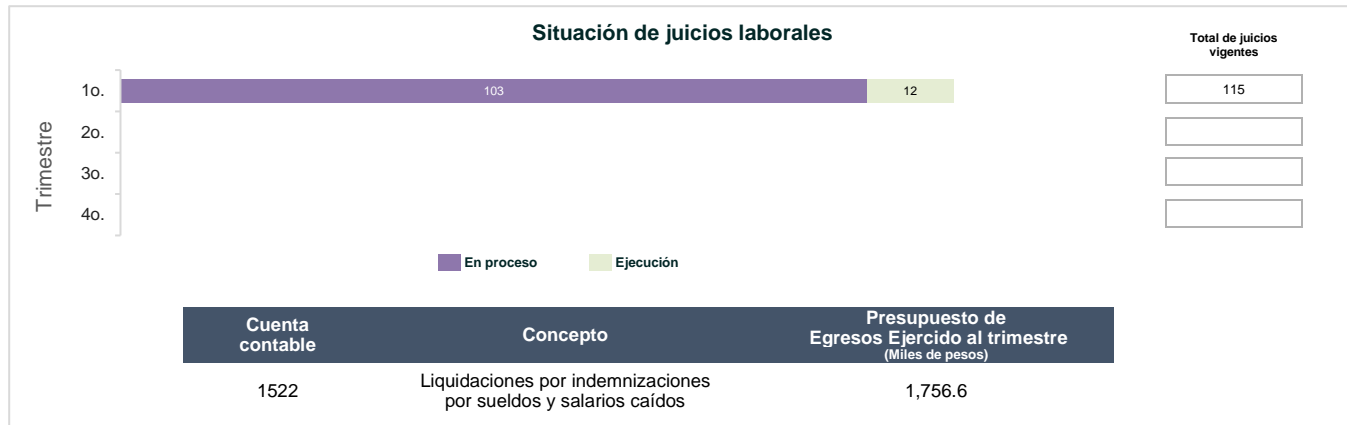 Situación de juicios laborales
Total de juicios
vigentes
Trimestre
1o.
103
12
115
2o.
3o.
4o.
En proceso
Ejecución
Cuenta
contable
Concepto
Presupuesto de
Egresos Ejercido al trimestre
(Miles de pesos)
1522
Liquidaciones por indemnizaciones
por sueldos y salarios caídos
1,756.6